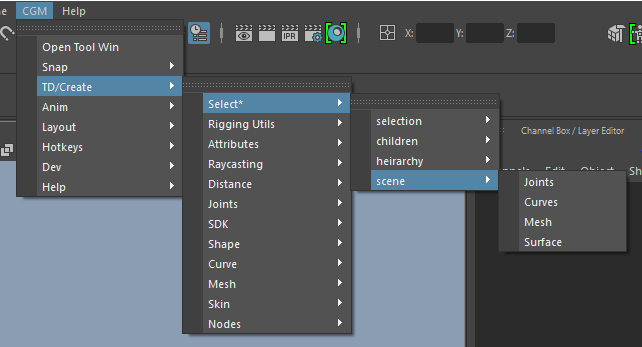 CGM Help
X: Y: Z:
IPR
Open Tool Win
Snap
TD/Create
Anim
Layout
Hotkeys
Dev
Help
Select*
Rigging Utils
Attributes
Raycasting
Distance
Joints
SDK
Shape
Curve
Mesh
Skin
Nodes
selection
children
heirarchy
scene
Joints
Curves
Mesh
Surface
Channel Box / Layer Editor
Edit Object